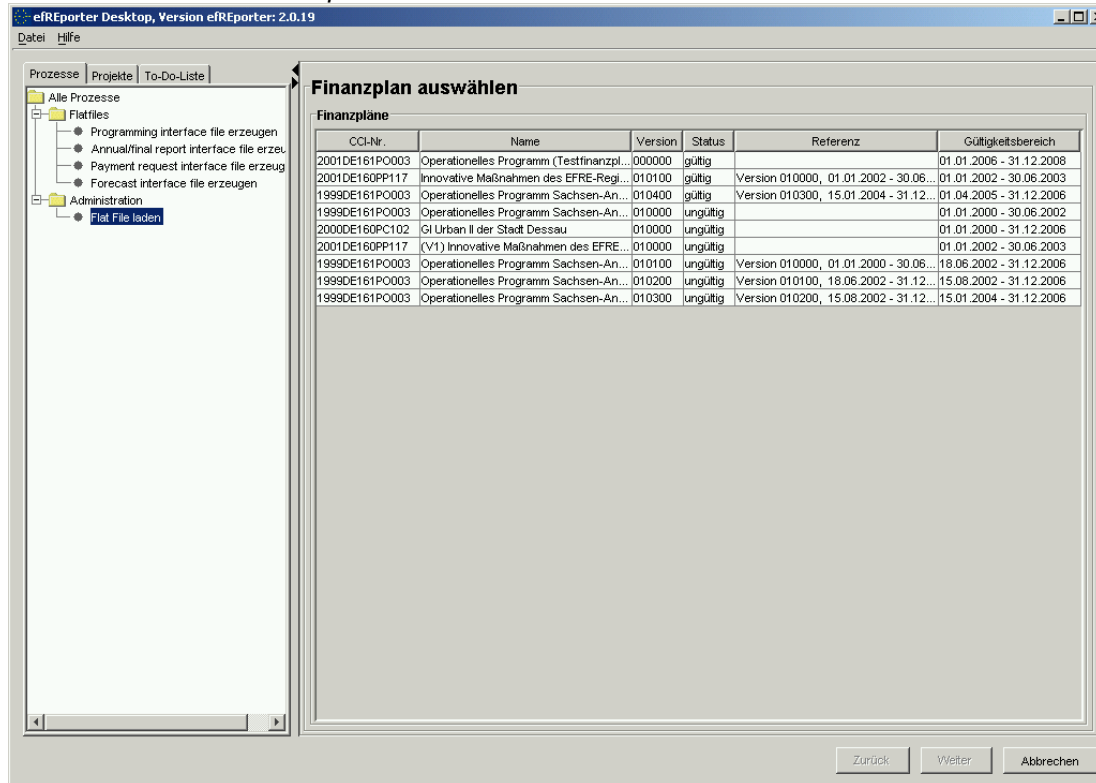 efREporter Desktop, Version efREporter: 2.0.19
Datei Hilfe
Prozesse Projekte To-Do-Liste
Alle Prozesse
Flatfiles
Programming interface file erzeugen
Annual/final report interface file erzeu
Payment request interface file erzeug
Forecast interface file erzeugen
Administration
Flat File laden
Finanzplan auswählen
Finanzpläne
CCI-Nr. Name Version Status Referenz Gültigkeitsbereich
2001DE161PO003 Operationelles Programm (Testfinanzpl... 000000 gültig 01.01.2006 - 31.12.2008
2001DE160PP117 Innovative Maßnahmen des EFRE-Regi... 010100 gültig Version 010000, 01.01.2002 - 30.06... 01.01.2002 - 30.06.2003
1999DE161PO003 Operationelles Programm Sachsen-An... 010400 gültig Version 010300, 15.01.2004 - 31.12... 01.04.2005 - 31.12.2006
1999DE161PO003 Operationelles Programm Sachsen-An... 010000 ungültig 01.01.2000 - 30.06.2002
2000DE160PC102 GI Urban II der Stadt Dessau 010000 ungültig 01.01.2000 - 31.12.2006
2001DE160PP117 (V1) Innovative Maßnahmen des EFRE... 010000 ungültig 01.01.2002 - 30.06.2003
1999DE161PO003 Operationelles Programm Sachsen-An... 010100 ungültig Version 010000, 01.01.2000 - 30.06... 18.06.2002 - 31.12.2006
1999DE161PO003 Operationelles Programm Sachsen-An... 010200 ungültig Version 010100, 18.06.2002 - 31.12... 15.08.2002 - 31.12.2006
1999DE161PO003 Operationelles Programm Sachsen-An... 010300 ungültig Version 010200, 15.08.2002 - 31.12... 15.01.2004 - 31.12.2006
Zurück Weiter Abbrechen